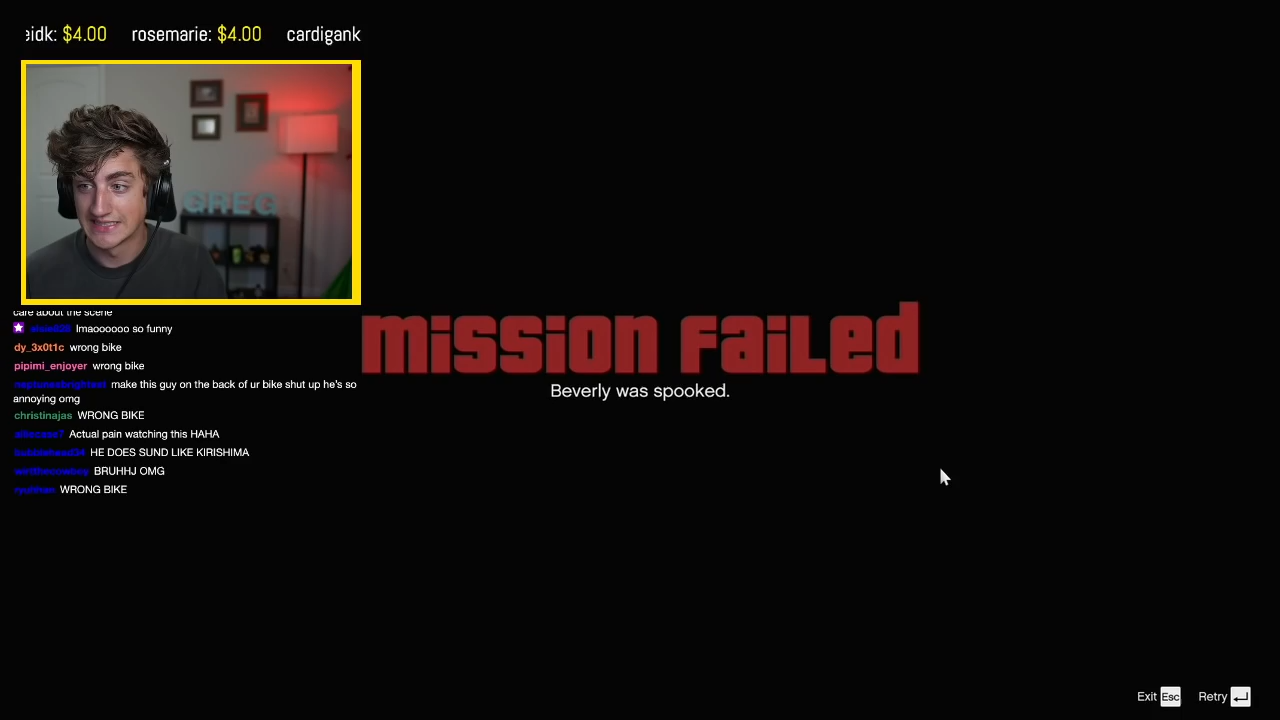 eidk: $4.00 rosemarie: $4.00 cardigank
GREG
care about the scene
lmaoooooo so funny
dy_3x0t1c wrong bike
pipimi_enjoyer wrong bike
neptunesbrightest make this guy on the back of ur bike shut up he's so
annoying omg
christinajas WRONG BIKE
Actual pain watching this HAHA
HE DOES SUND LIKE KIRISHIMA
BRUHHJ OMG
WRONG BIKE
mission failed
Beverly was spooked.
Exit Esc Retry